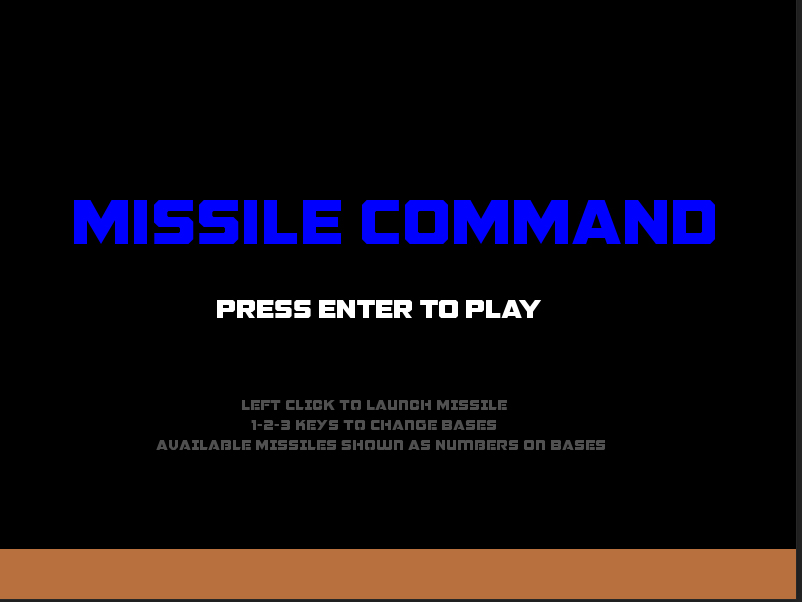 MISSILE COMMAND
PRESS ENTER TO PLAY
LEFT CLICK TO LAUNCH MISSILE
1-2-3 KEYS TO CHANGE BASES
AVAILABLE MISSILES SHOWN AS NUMBERS ON BASES